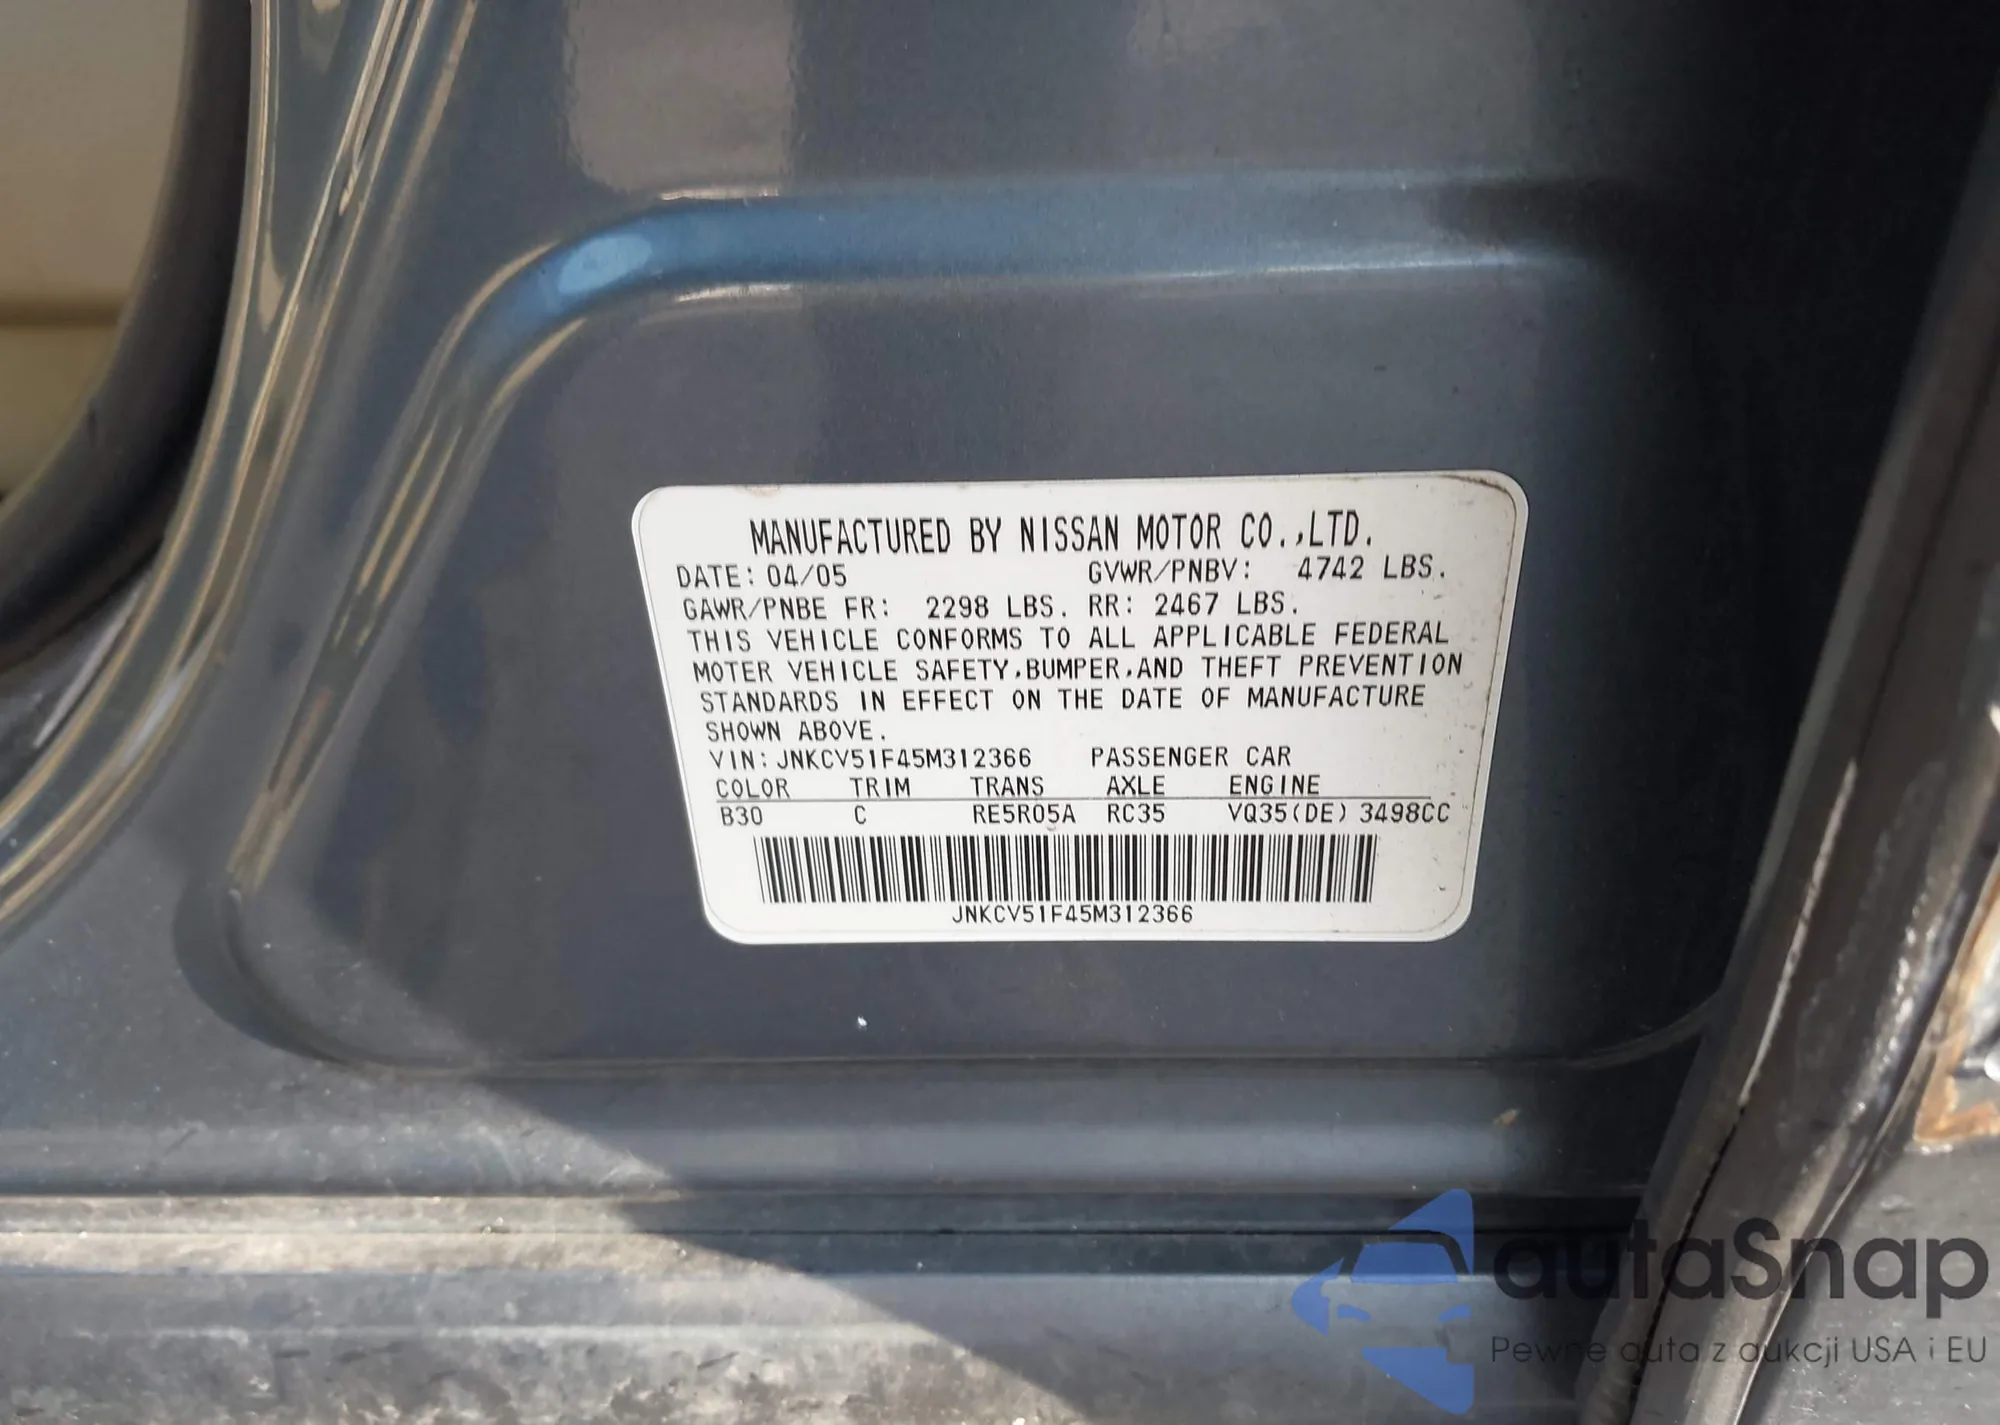 MANUFACTURED BY NISSAN MOTOR CO.,LTD.
DATE: 04/05 GVWR/PNBV: 4742 LBS.
GAWR/PNBE FR: 2298 LBS. RR: 2467 LBS.
THIS VEHICLE CONFORMS TO ALL APPLICABLE FEDERAL
MOTER VEHICLE SAFETY,BUMPER,AND THEFT PREVENTION
STANDARDS IN EFFECT ON THE DATE OF MANUFACTURE
SHOWN ABOVE.
VIN: JNKCV51F45M312366 PASSENGER CAR
COLOR TRIM TRANS AXLE ENGINE
B30 C RE5R05A RC35 VQ35(DE) 3498CC
JNKCV51F45M312366
autaSnap
Pewne auta z aukcji USA i EU